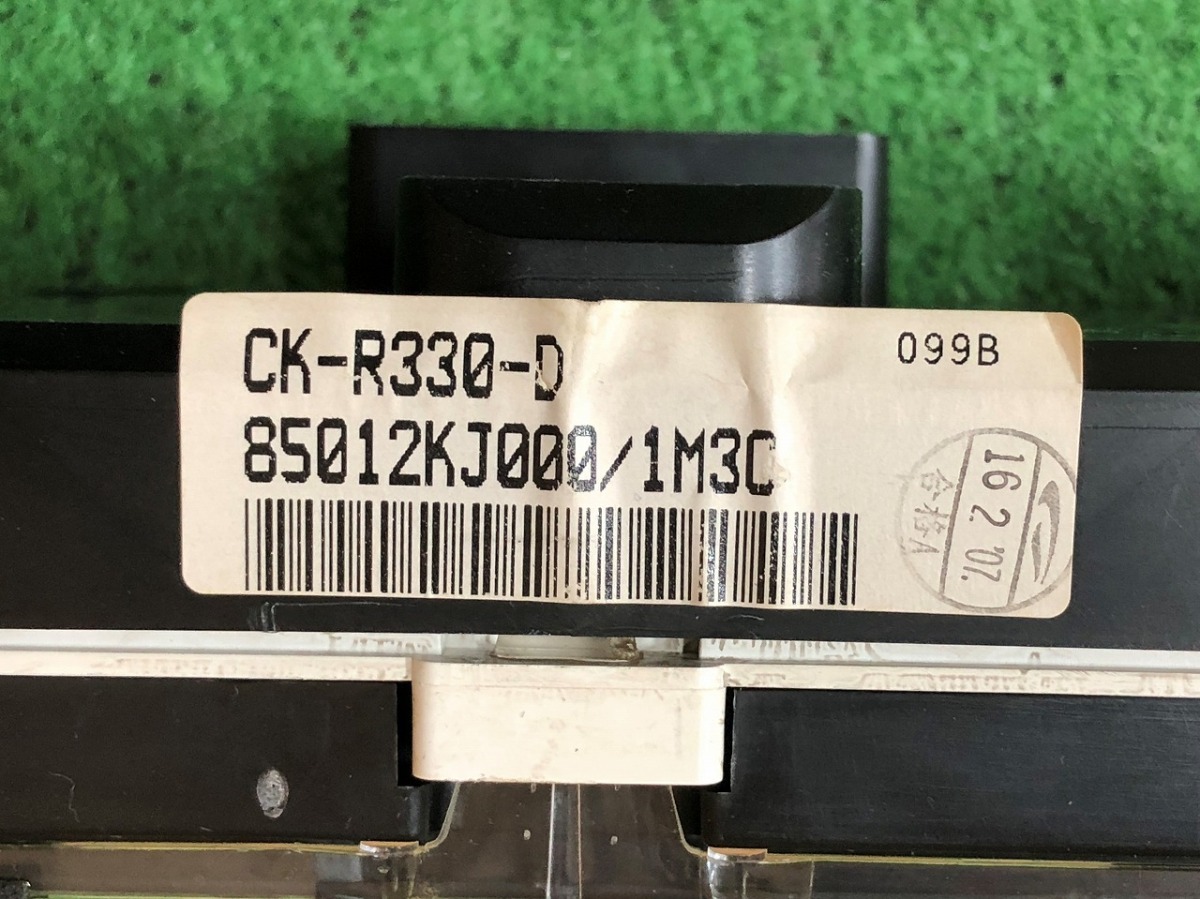 CK-R330-D
099B
85012KJ000/1M3C
16.2.'07.
合格